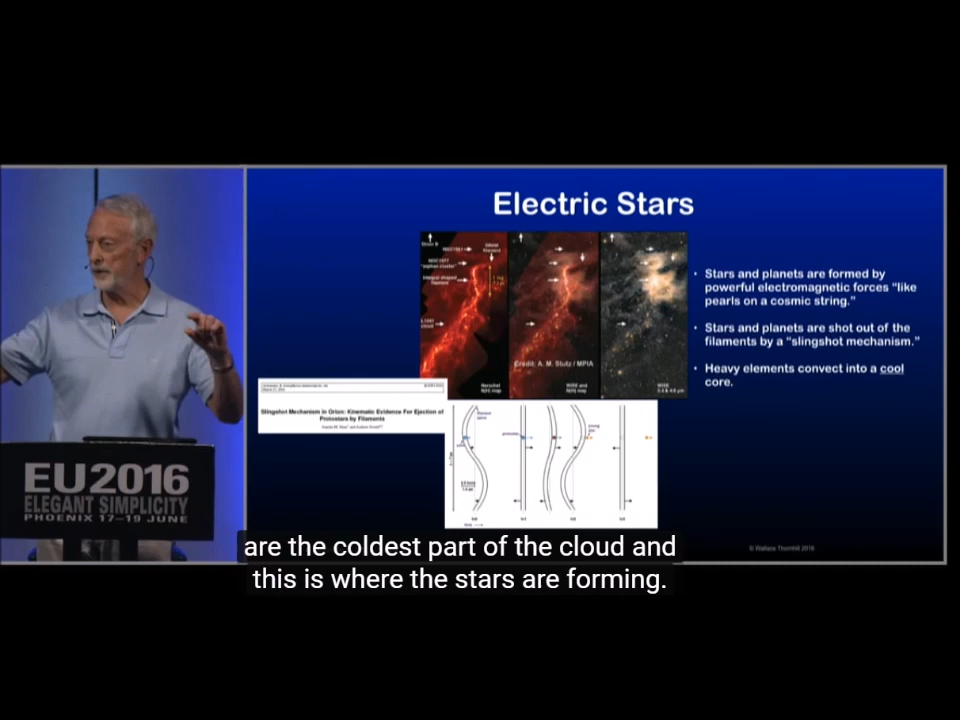 Electric Stars
Credit: A. M. Stutz / MPIA
Stars and planets are formed by
powerful electromagnetic forces “like
pearls on a cosmic string.”
Stars and planets are shot out of the
filaments by a “slingshot mechanism.”
Heavy elements convect into a cool
core.
Slingshot Mechanism in Orion: Kinematic Evidence For Ejection of
Protostars by Filaments
EU2016
ELEGANT SIMPLICITY
PHOENIX 17–19 JUNE
© Wallace Thornhill 2016
are the coldest part of the cloud and
this is where the stars are forming.